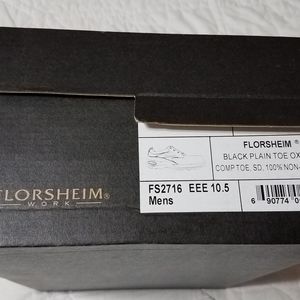 FLORSHEIM ®
BLACK PLAIN TOE OX
COMP TOE, SD, 100% NON-
FS2716 EEE 10.5
Mens
6 90774 0
FLORSHEIM®
WORK